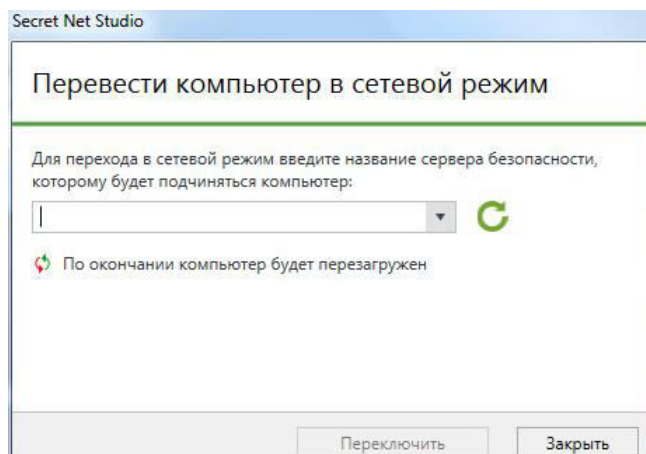 Secret Net Studio
Перевести компьютер в сетевой режим
Для перехода в сетевой режим введите название сервера безопасности,
которому будет подчиняться компьютер:
По окончании компьютер будет перезагружен
Переключить Закрыть